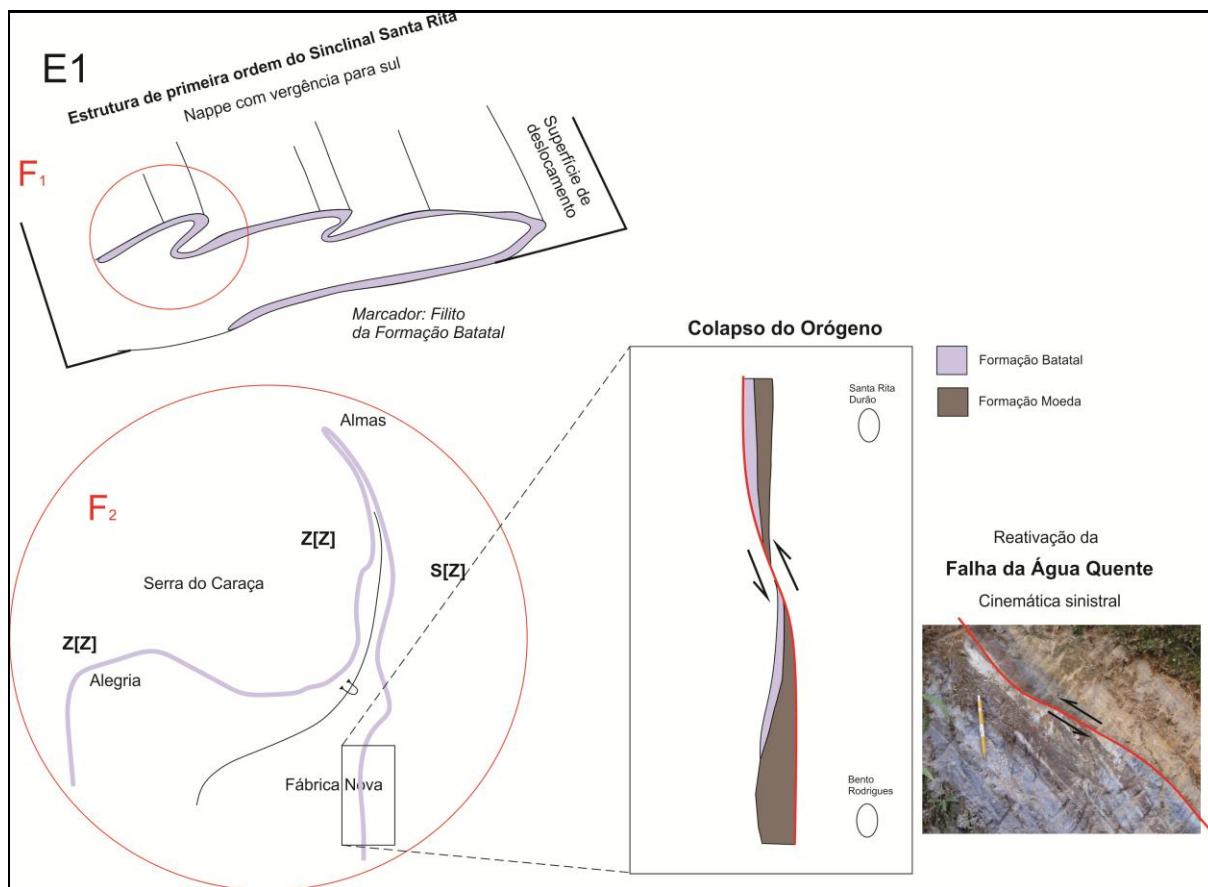 E1
Estrutura de primeira ordem do Sinclinal Santa Rita
Nappe com vergência para sul
F1
Superfície de
deslocamento
Marcador: Filito
da Formação Batatal
F2
Almas
Z[Z]
S[Z]
Serra do Caraça
Z[Z]
Alegria
Fábrica Nova
Colapso do Orógeno
Santa Rita
Durão
Bento
Rodrigues
Formação Batatal
Formação Moeda
Reativação da
Falha da Água Quente
Cinemática sinistral